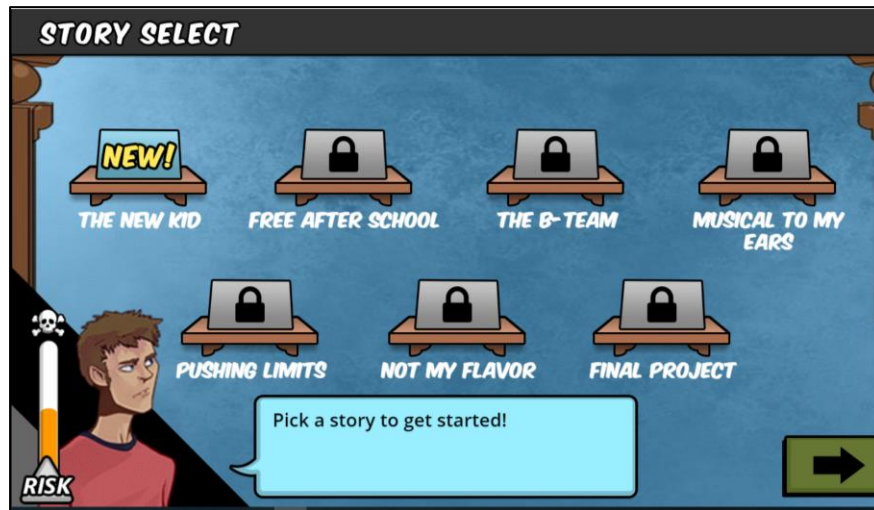 STORY SELECT
NEW!
THE NEW KID
FREE AFTER SCHOOL
THE B-TEAM
MUSICAL TO MY
EARS
PUSHING LIMITS
NOT MY FLAVOR
FINAL PROJECT
Pick a story to get started!
RISK